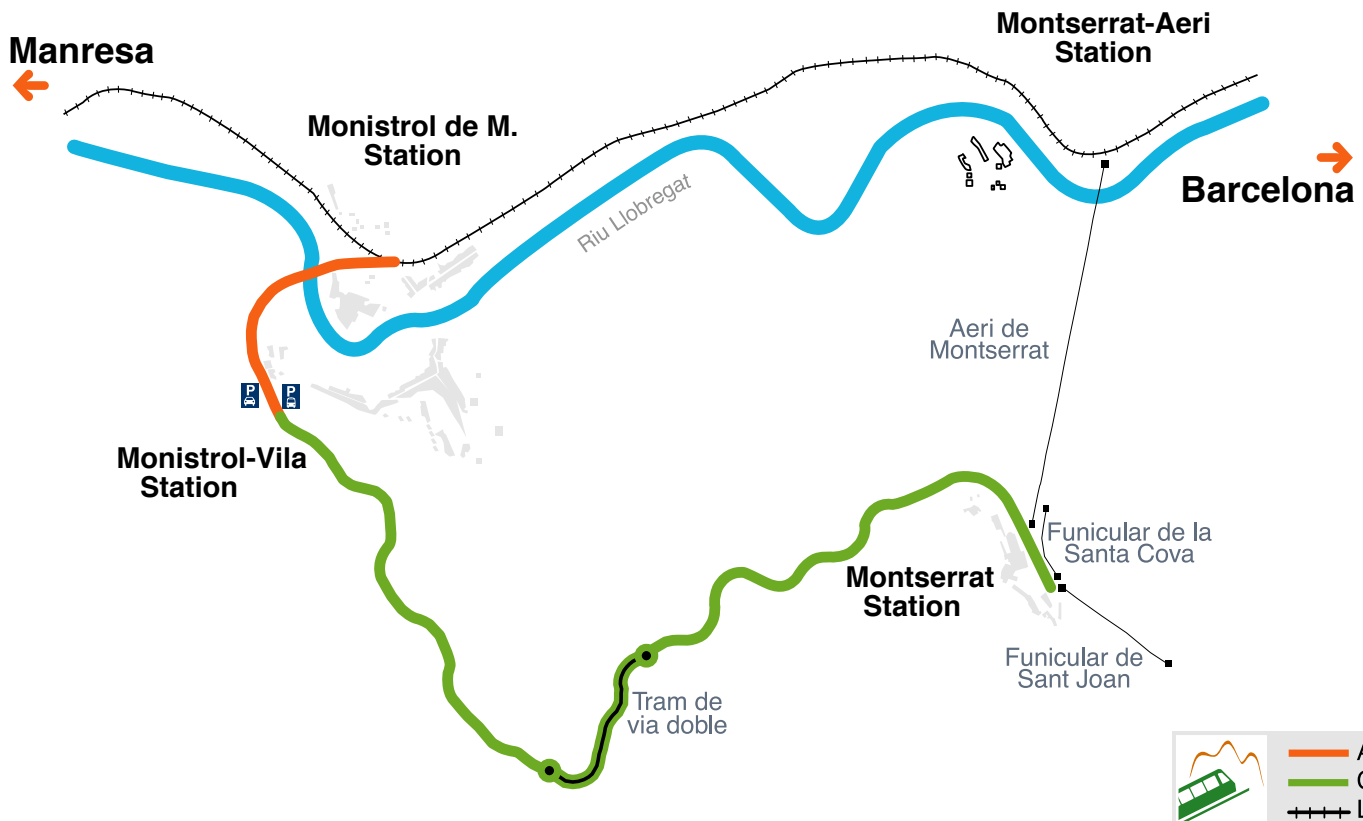 Manresa
Montserrat-Aeri
Station
Monistrol de M.
Station
Barcelona
Riu Llobregat
Aeri de
Montserrat
P
P
Monistrol-Vila
Station
Funicular de la
Santa Cova
Montserrat
Station
Funicular de
Sant Joan
Tram de
via doble